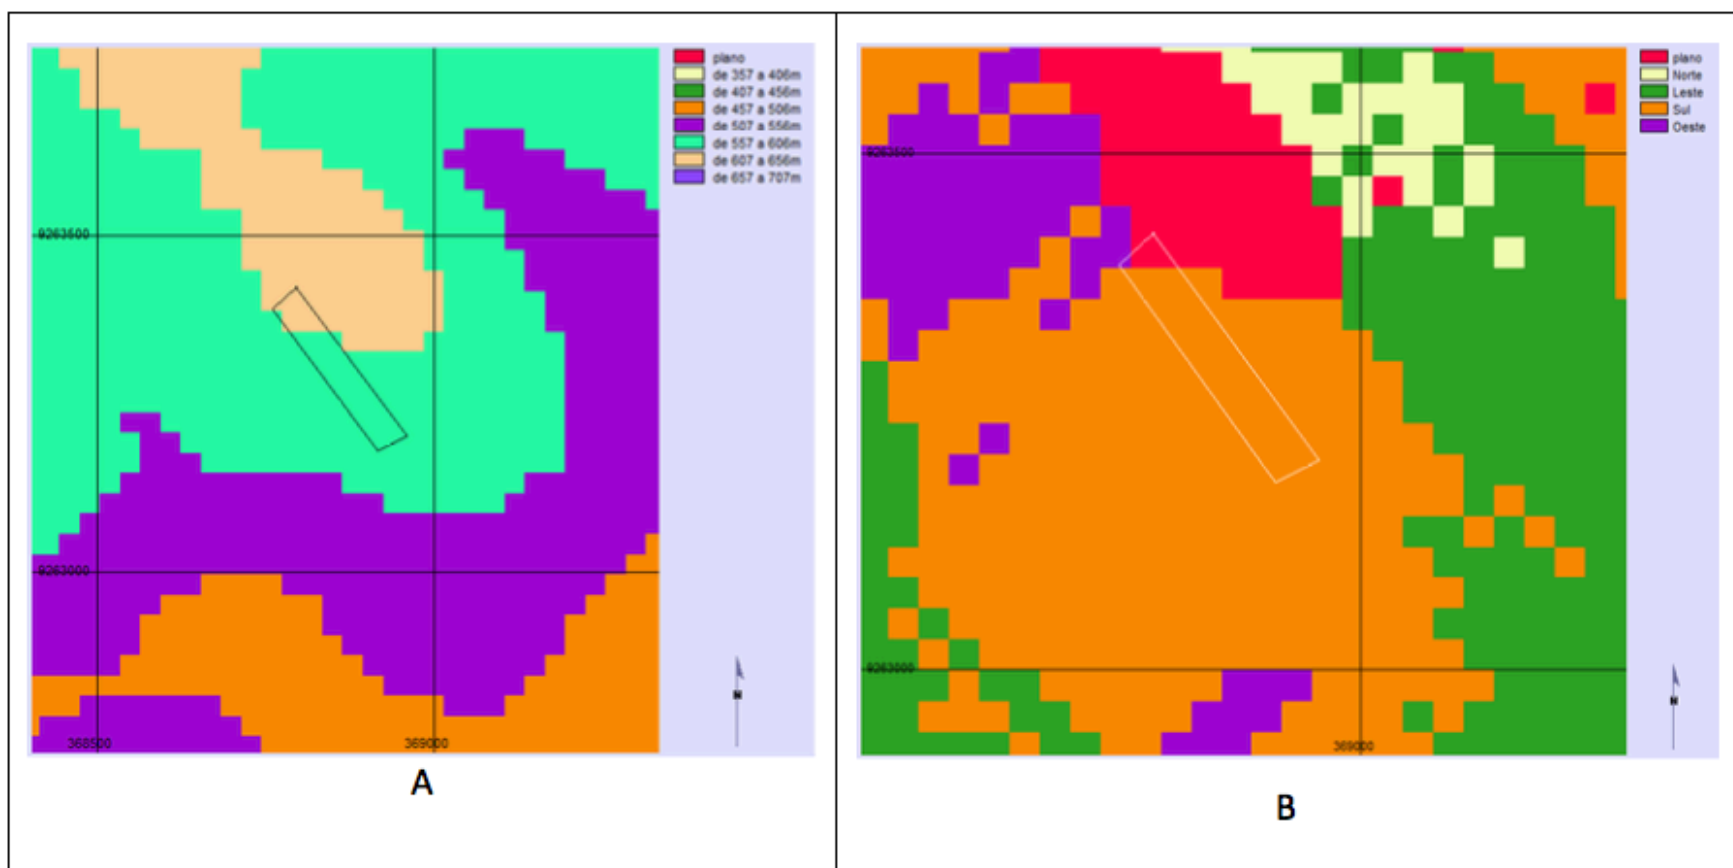 plano
de 357 a 406m
de 407 a 456m
de 457 a 506m
de 507 a 556m
de 557 a 606m
de 607 a 656m
de 657 a 707m
9263500
9263000
368500
369000
N
A
plano
Norte
Leste
Sul
Oeste
9263500
9263000
369000
N
B